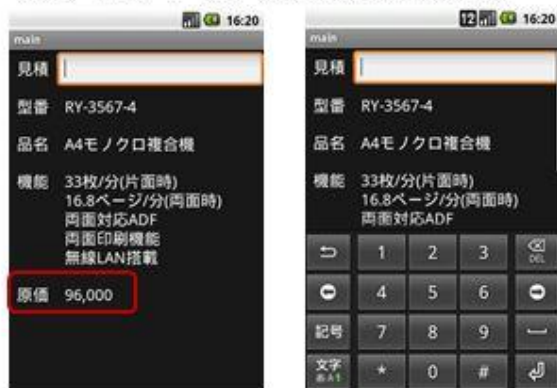 16:20
main
見積
型番 RY-3567-4
品名 A4モノクロ複合機
機能 33枚/分(片面時)
16.8ページ/分(両面時)
両面対応ADF
両面印刷機能
無線LAN搭載
原価 96,000
12 16:20
main
見積
型番 RY-3567-4
品名 A4モノクロ複合機
機能 33枚/分(片面時)
16.8ページ/分(両面時)
両面対応ADF
1 2 3 DEL
4 5 6
記号 7 8 9
文字 * 0 #
あA1